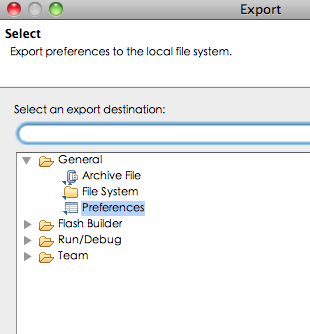 Export
Select
Export preferences to the local file system.
Select an export destination:
General
Archive File
File System
Preferences
Flash Builder
Run/Debug
Team